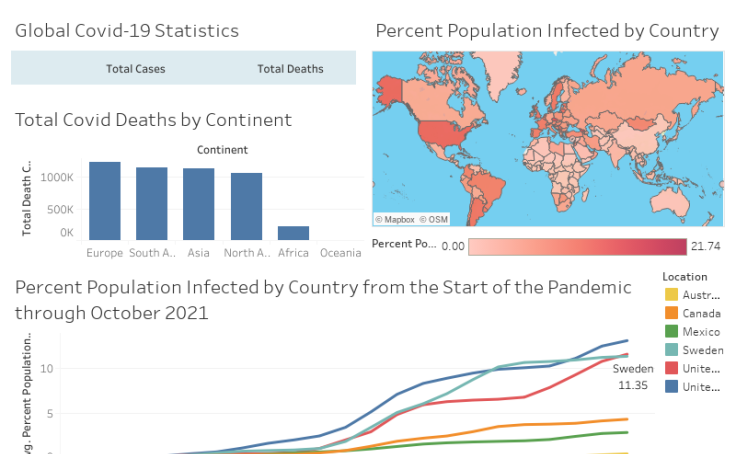 Global Covid-19 Statistics
Total Cases Total Deaths
Percent Population Infected by Country
© Mapbox © OSM
Percent Po... 0.00 21.74
Total Covid Deaths by Continent
Continent
Total Death C..
1000K
500K
0K
Europe South A.. Asia North A.. Africa Oceania
Percent Population Infected by Country from the Start of the Pandemic
through October 2021
Percent Population..
10
5
Sweden
11.35
Location
Austr...
Canada
Mexico
Sweden
Unite...
Unite...